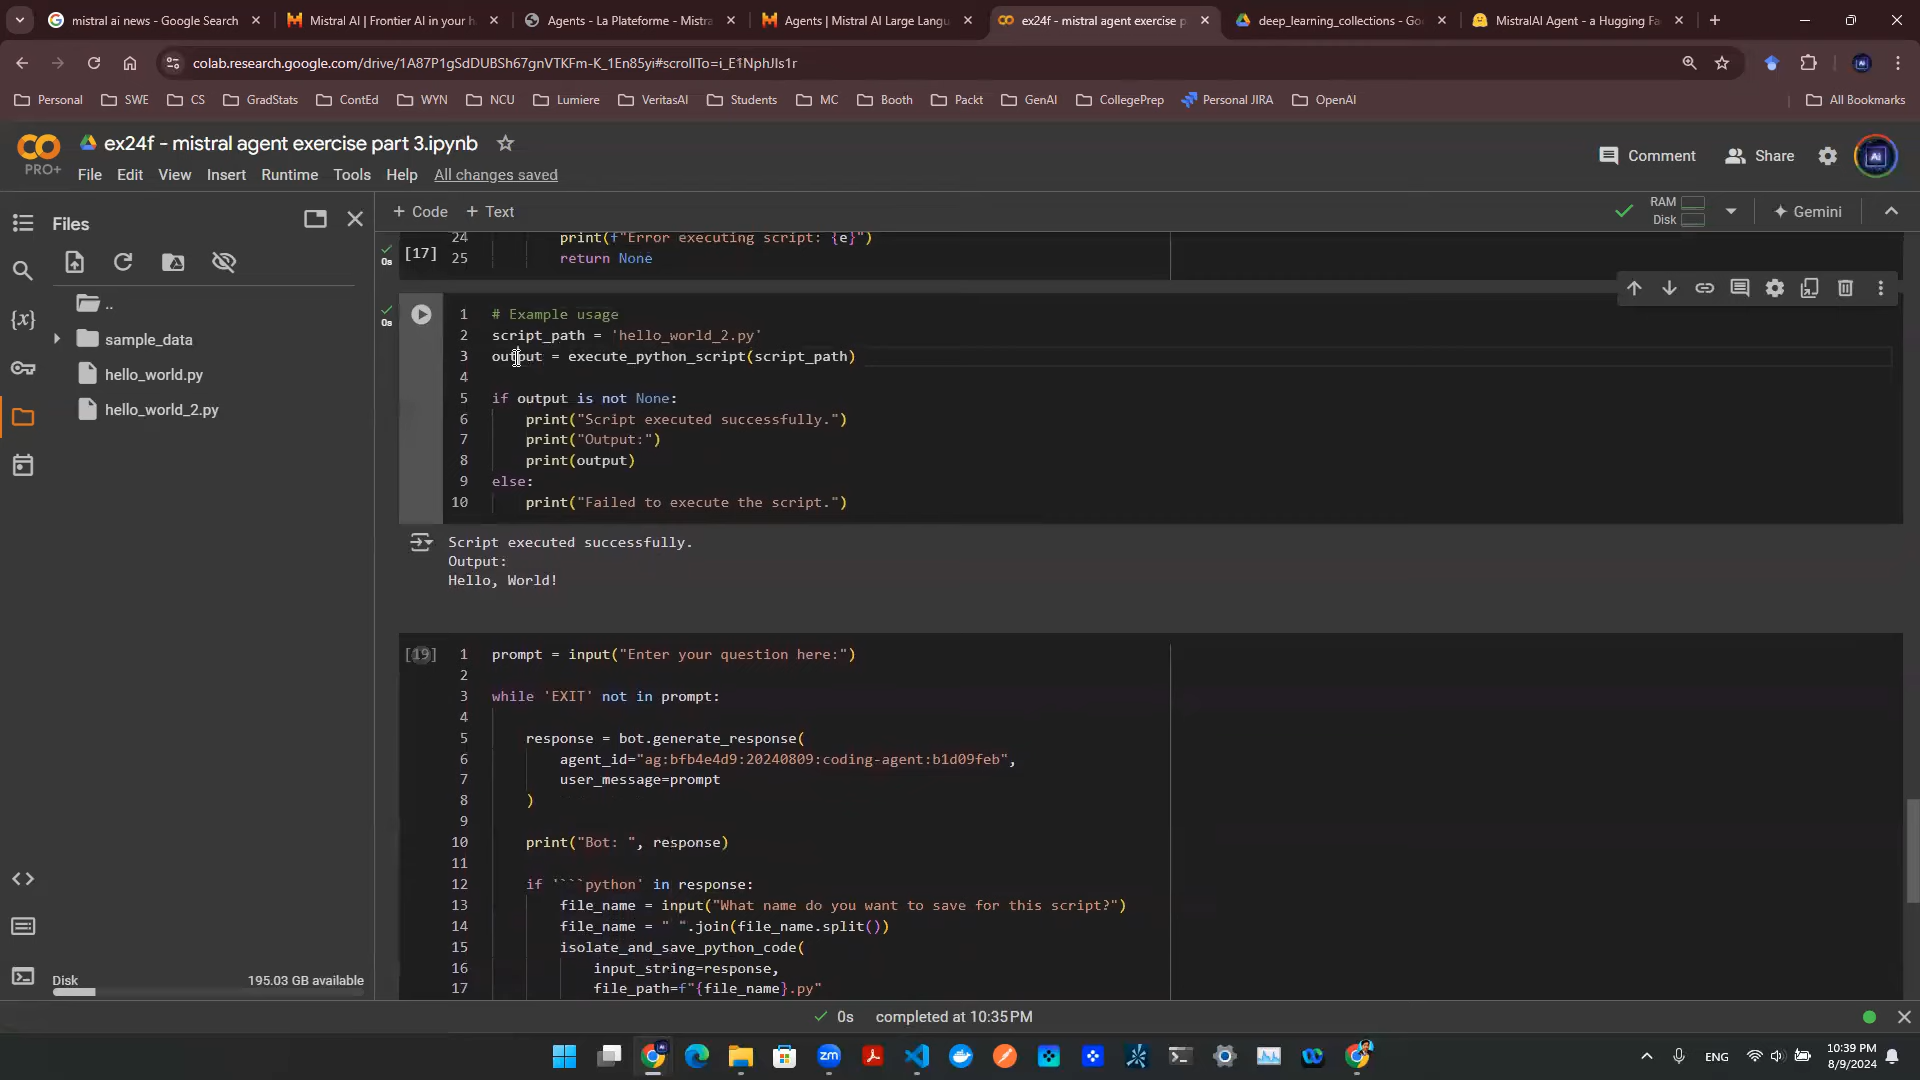 mistral ai news - Google Search
Mistral AI | Frontier AI in your h
Agents - La Plateforme - Mistra
Agents | Mistral AI Large Langu
ex24f - mistral agent exercise p
deep_learning_collections - Goo
MistralAI Agent - a Hugging Fa
colab.research.google.com/drive/1A87P1gSdDUBSh67gnVTKFm-K_1En85yi#scrollTo=i_E1NphJIs1r
Personal
SWE
CS
GradStats
ContEd
WYN
NCU
Lumiere
VeritasAI
Students
MC
Booth
Packt
GenAI
CollegePrep
Personal JIRA
OpenAI
All Bookmarks
PRO+
ex24f - mistral agent exercise part 3.ipynb
File Edit View Insert Runtime Tools Help All changes saved
Comment
Share
Ai
Files
+ Code + Text
RAM
Disk
Gemini
..
sample_data
hello_world.py
hello_world_2.py
Disk
195.03 GB available
24 print(f"Error executing script: {e}")
[17] 25 return None
0s
0s
1 # Example usage
2 script_path = 'hello_world_2.py'
3 output = execute_python_script(script_path)
4
5 if output is not None:
6 print("Script executed successfully.")
7 print("Output:")
8 print(output)
9 else:
10 print("Failed to execute the script.")
Script executed successfully.
Output:
Hello, World!
[19] 1 prompt = input("Enter your question here:")
2
3 while 'EXIT' not in prompt:
4
5 response = bot.generate_response(
6 agent_id="ag:bfb4e4d9:20240809:coding-agent:b1d09feb",
7 user_message=prompt
8 )
9
10 print("Bot: ", response)
11
12 if '```python' in response:
13 file_name = input("What name do you want to save for this script?")
14 file_name = "_".join(file_name.split())
15 isolate_and_save_python_code(
16 input_string=response,
17 file_path=f"{file_name}.py"
0s completed at 10:35 PM
zm
ENG
10:39 PM
8/9/2024